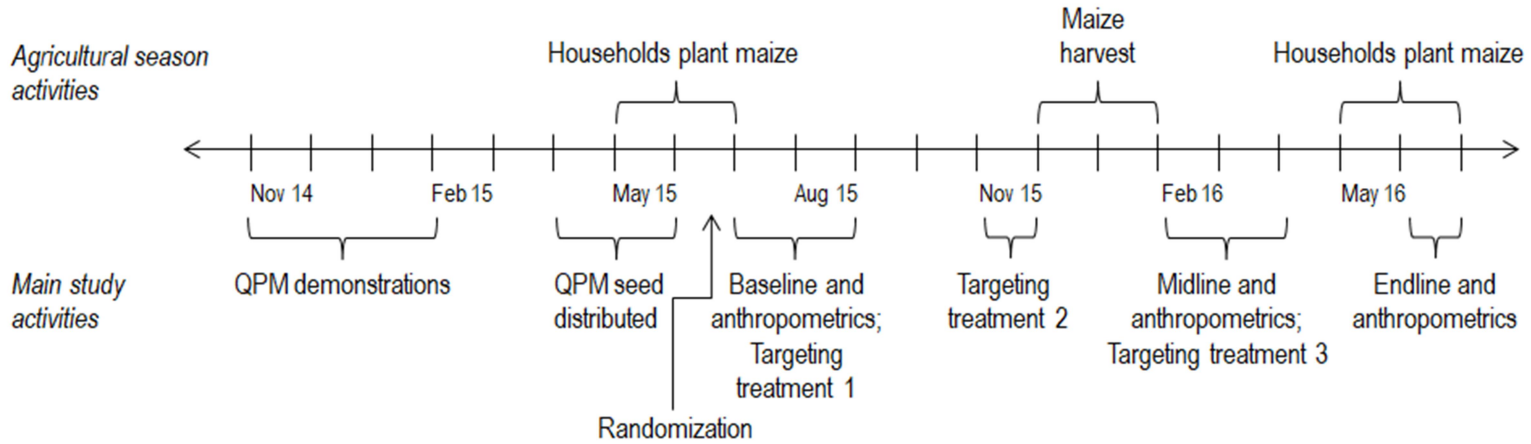 Agricultural season
activities
Households plant maize
Maize
harvest
Households plant maize
Nov 14
Feb 15
May 15
Aug 15
Nov 15
Feb 16
May 16
Main study
activities
QPM demonstrations
QPM seed
distributed
Baseline and
anthropometrics;
Targeting
treatment 1
Targeting
treatment 2
Midline and
anthropometrics;
Targeting treatment 3
Endline and
anthropometrics
Randomization